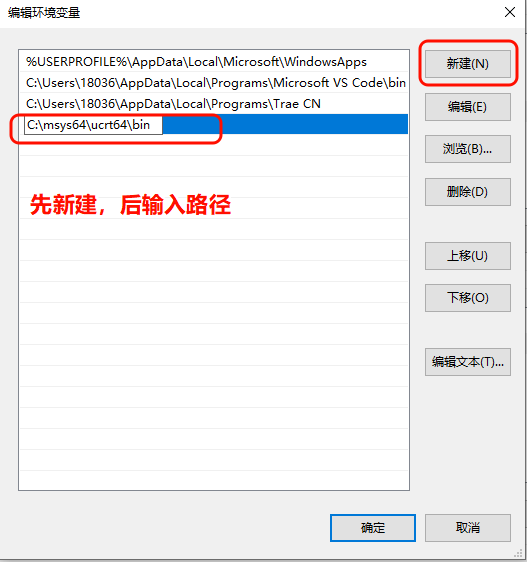 编辑环境变量
%USERPROFILE%\AppData\Local\Microsoft\WindowsApps
C:\Users\18036\AppData\Local\Programs\Microsoft VS Code\bin
C:\Users\18036\AppData\Local\Programs\Trae CN
C:\msys64\ucrt64\bin
先新建，后输入路径
新建(N)
编辑(E)
浏览(B)...
删除(D)
上移(U)
下移(O)
编辑文本(T)...
确定
取消